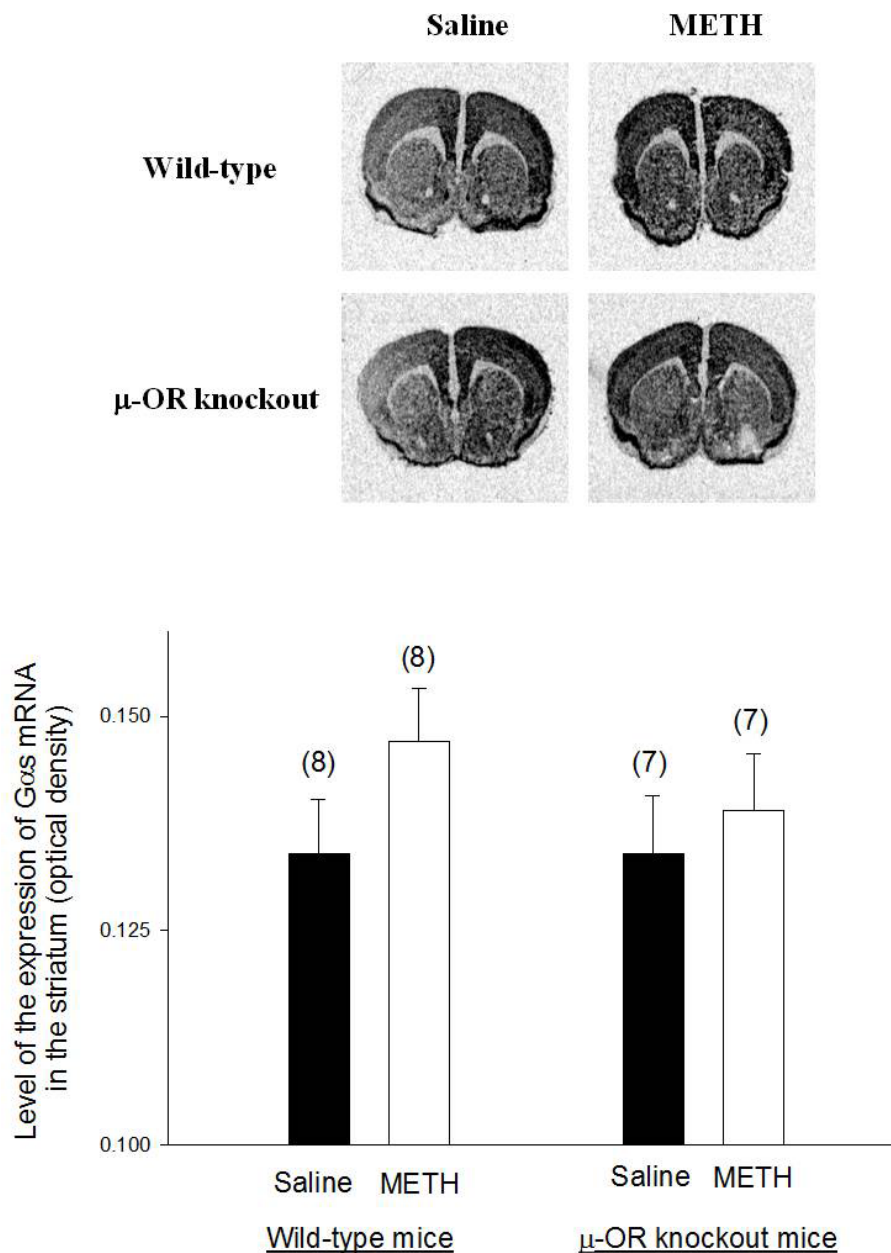 Saline METH
Wild-type
μ-OR knockout
Level of the expression of Gαs mRNA
in the striatum (optical density)
0.150
0.125
0.100
(8)
(8)
(7)
(7)
Saline METH Saline METH
Wild-type mice μ-OR knockout mice